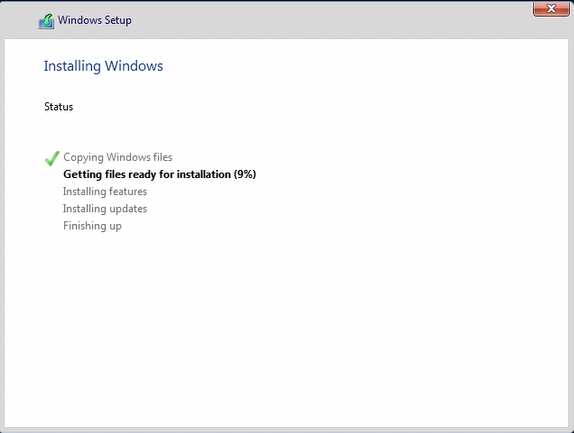 Windows Setup
Installing Windows
Status
Copying Windows files
Getting files ready for installation (9%)
Installing features
Installing updates
Finishing up